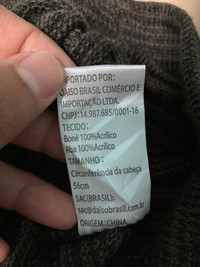 IMPORTADO POR:
DAISO BRASIL COMÉRCIO E
IMPORTAÇÃO LTDA.
CNPJ: 14.987.685/0001-16
TECIDO:
Boné 100%Acrílico
Aba 100%Acrílico
TAMANHO:
Circunferência da cabeça
56cm
SAC(BRASIL):
sac@daisobrasil.com.br
ORIGEM: CHINA